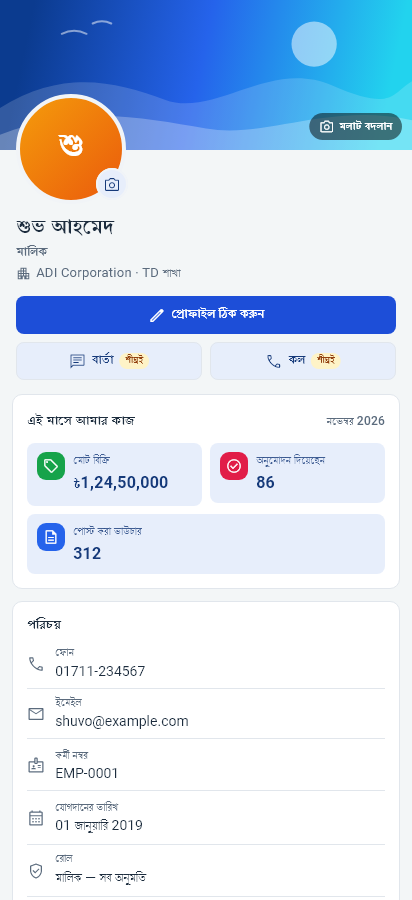 মলাট বদলান
শু
শুভ আহমেদ
মালিক
ADI Corporation · TD শাখা
প্রোফাইল ঠিক করুন
বার্তা শীঘ্রই
কল শীঘ্রই
এই মাসে আমার কাজ
নভেম্বর 2026
মোট বিক্রি
৳1,24,50,000
অনুমোদন দিয়েছেন
86
পোস্ট করা ভাউচার
312
পরিচয়
ফোন
01711-234567
ইমেইল
shuvo@example.com
কর্মী নম্বর
EMP-0001
যোগদানের তারিখ
01 জানুয়ারি 2019
রোল
মালিক — সব অনুমতি